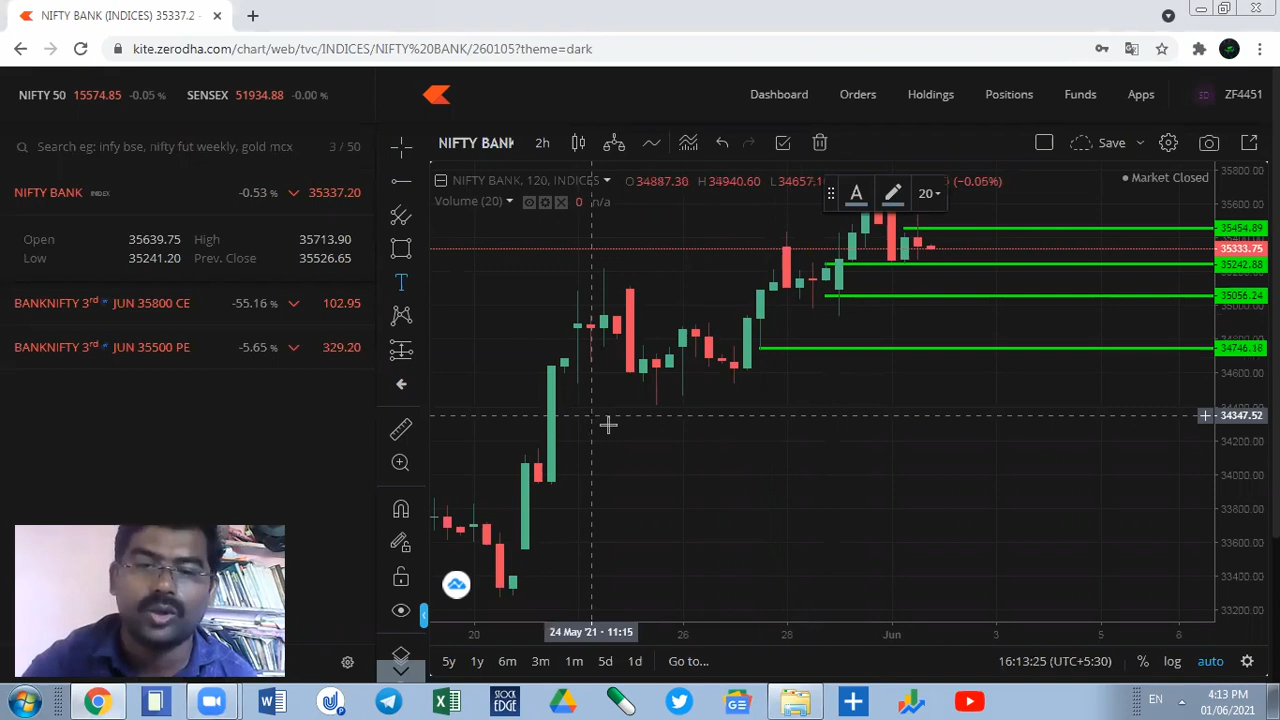 NIFTY BANK (INDICES) 35337.2 -
kite.zerodha.com/chart/web/tvc/INDICES/NIFTY%20BANK/260105?theme=dark
NIFTY 50 15574.85 -0.05 % SENSEX 51934.88 -0.00 %
Dashboard Orders Holdings Positions Funds Apps ZF4451
Search eg: infy bse, nifty fut weekly, gold mcx 3 / 50
NIFTY BANK INDEX -0.53 % 35337.20
Open 35639.75 High 35713.90
Low 35241.20 Prev. Close 35526.65
BANKNIFTY 3rd w JUN 35800 CE -55.16 % 102.95
BANKNIFTY 3rd w JUN 35500 PE -5.65 % 329.20
NIFTY BANK 2h Save
NIFTY BANK, 120, INDICES O34887.30 H34940.60 (-0.05%)
Volume (20) 0 n/a
A 20
Market Closed
35800.00
35600.00
35454.89
35333.75
35242.88
35056.24
34746.18
34600.00
34347.52
34200.00
34000.00
33800.00
33600.00
33400.00
33200.00
20 24 May '21 - 11:15 26 28 Jun 3 5 8
5y 1y 6m 3m 1m 5d 1d Go to... 16:13:25 (UTC+5:30) % log auto
STOCK
EDGE
EN 4:13 PM
01/06/2021